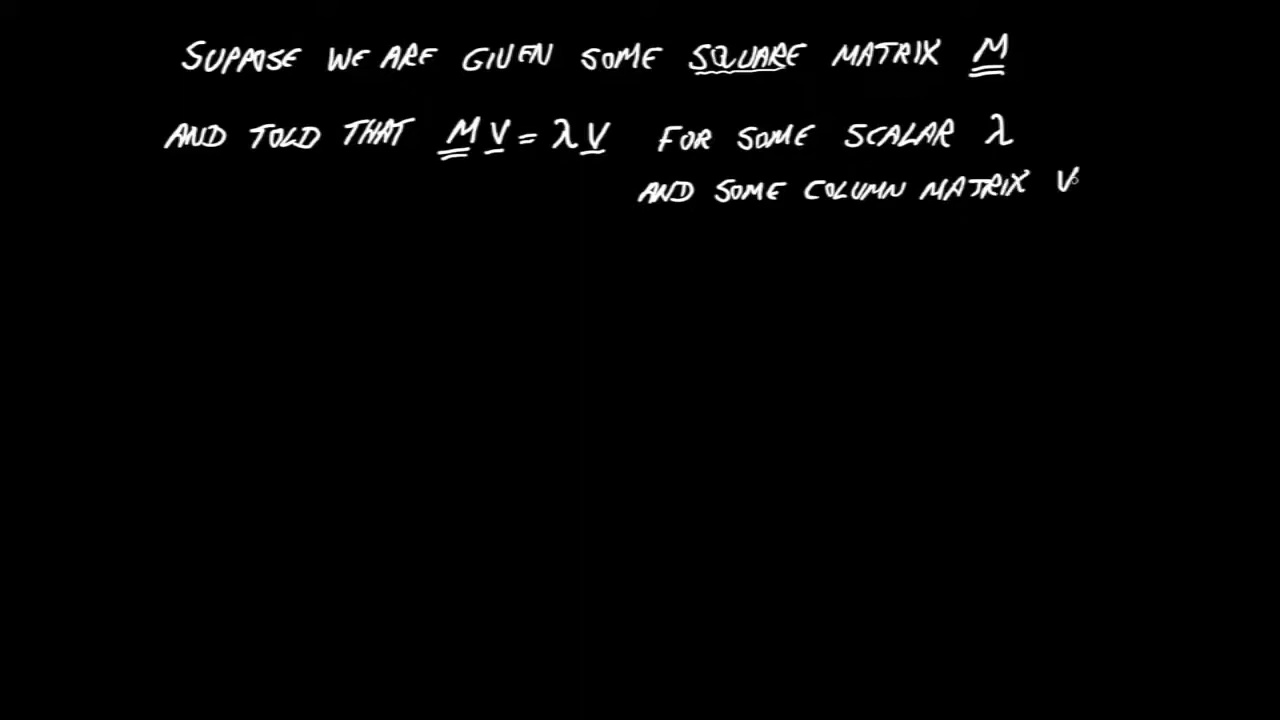 SUPPOSE WE ARE GIVEN SOME SQUARE MATRIX M
AND TOLD THAT M V = λ V FOR SOME SCALAR λ
AND SOME COLUMN MATRIX V